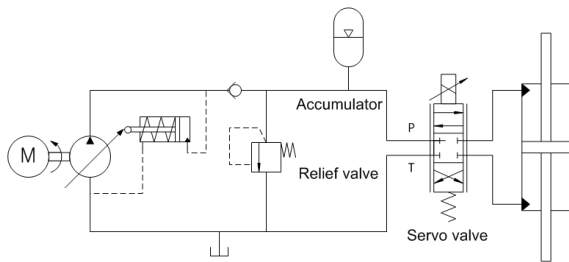 Accumulator
P
M
Relief valve
T
Servo valve